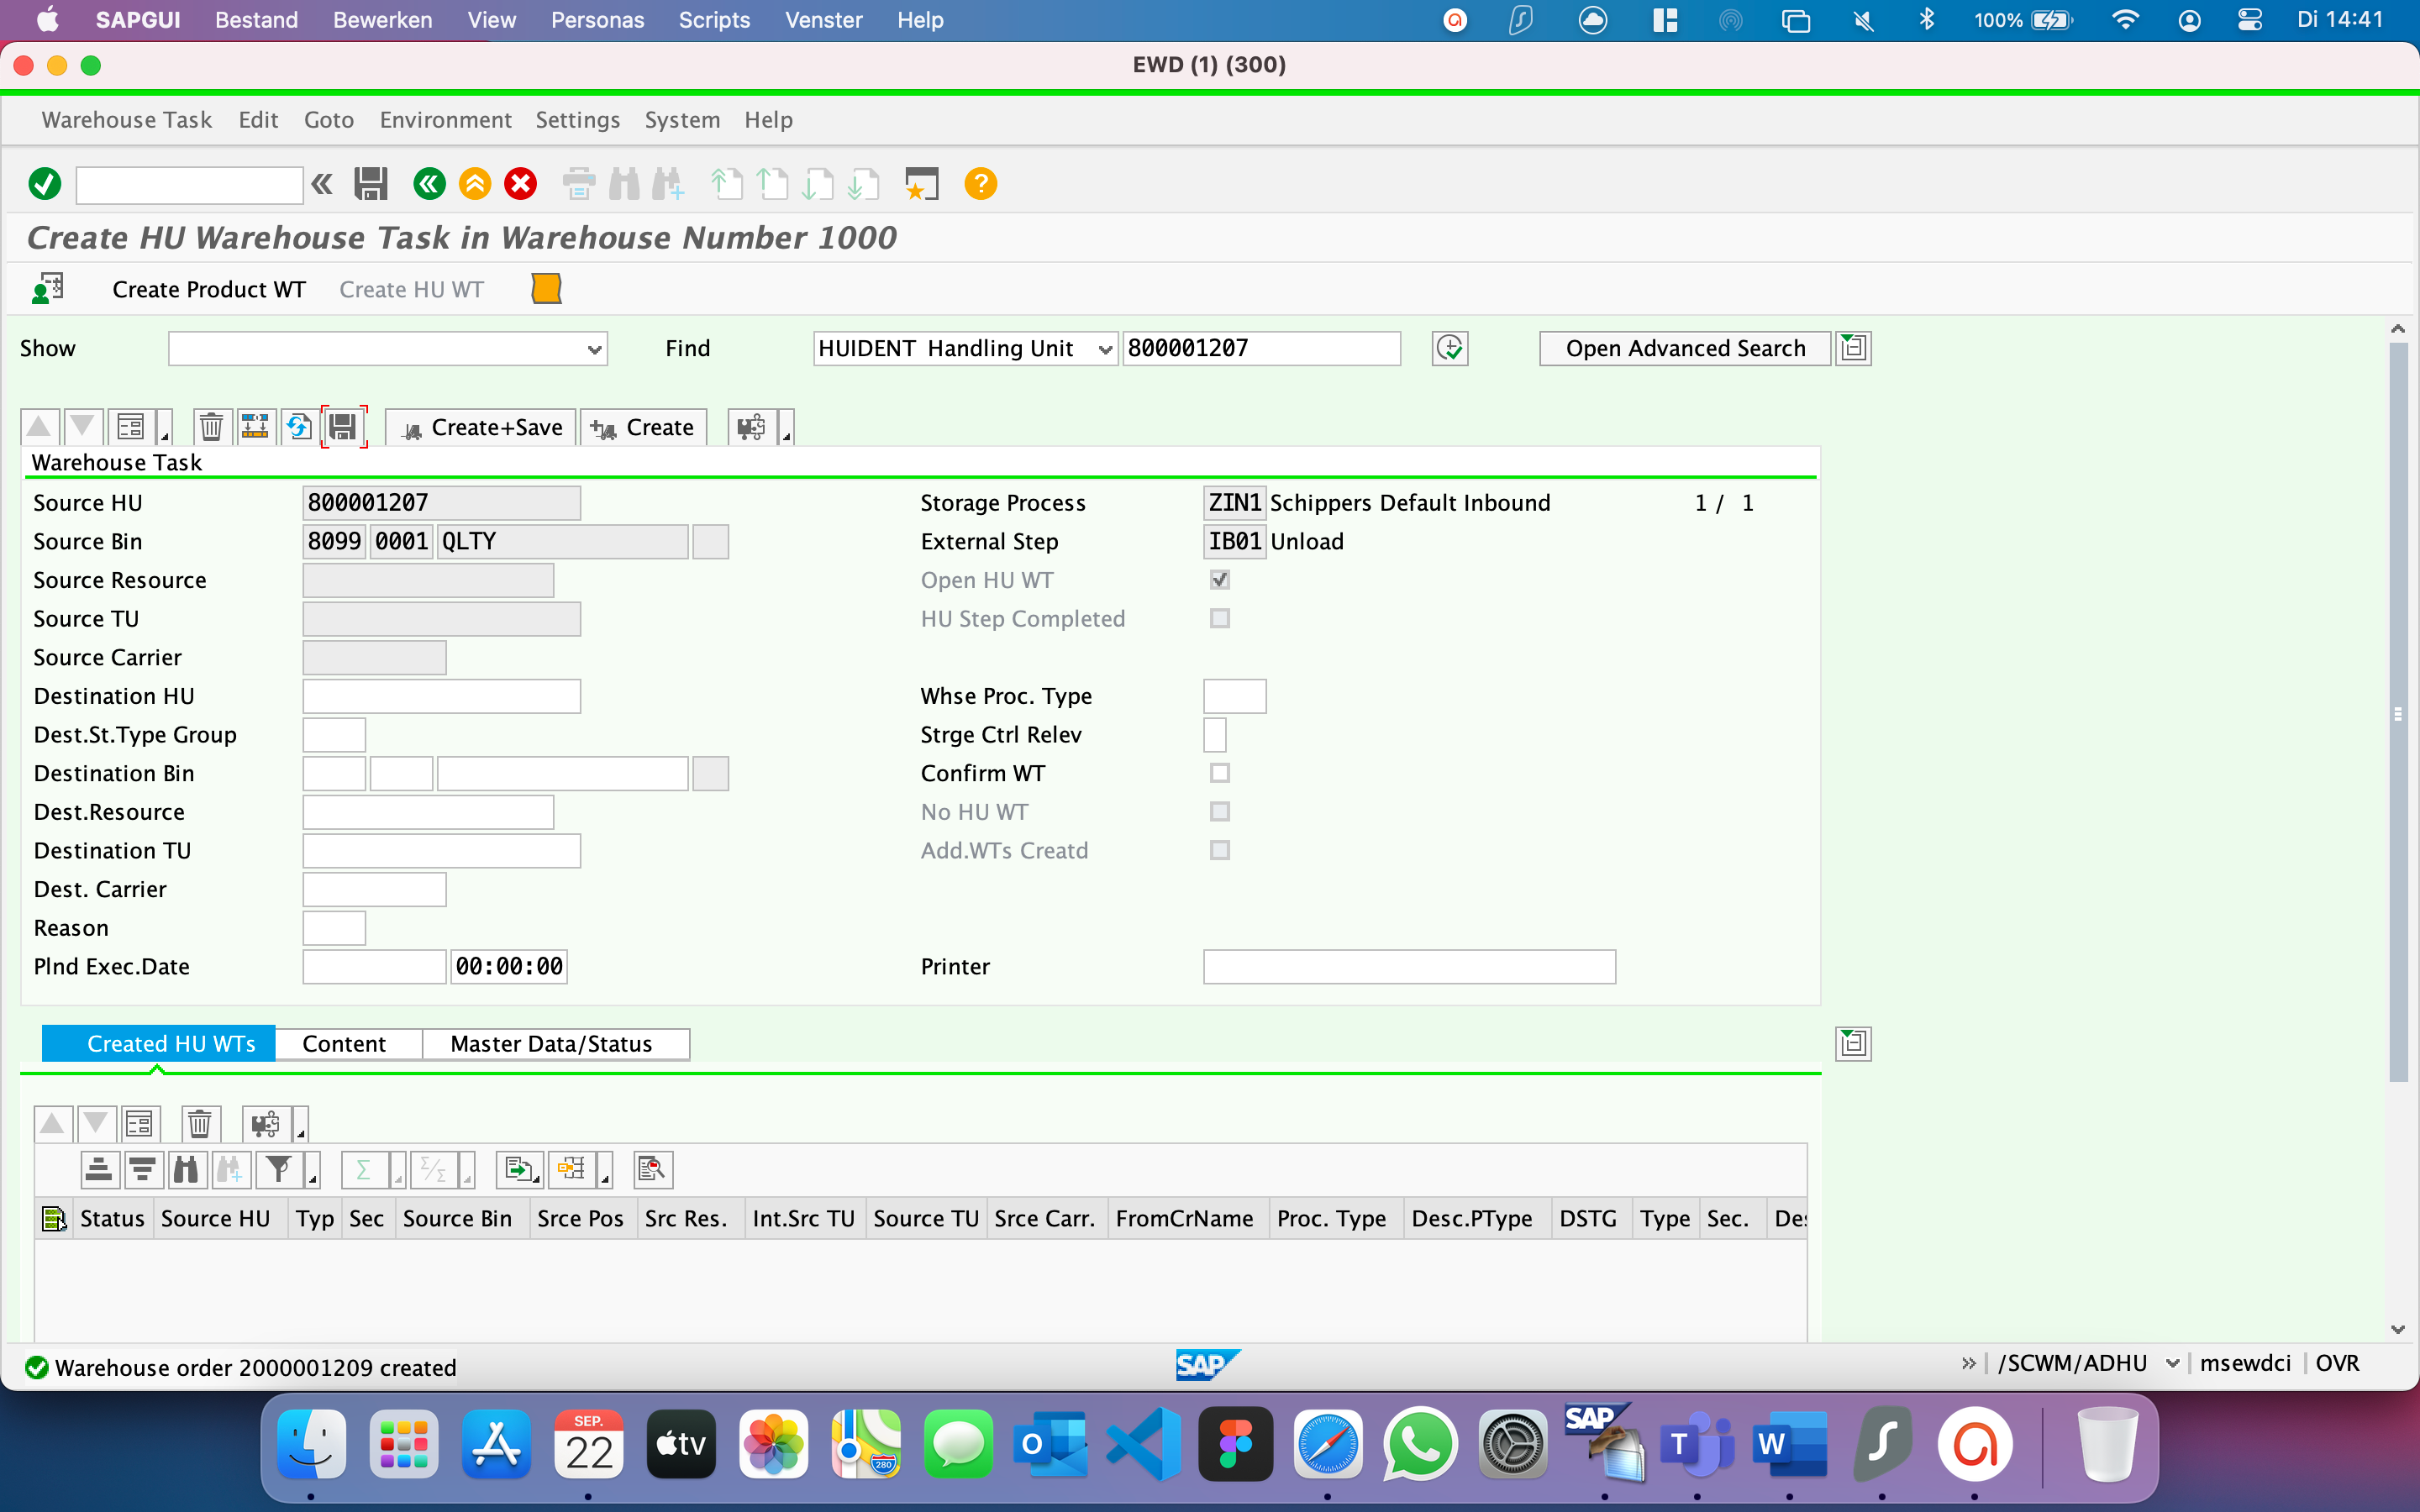 SAPGUI Bestand Bewerken View Personas Scripts Venster Help 100% Di 14:41
EWD (1) (300)
Warehouse Task Edit Goto Environment Settings System Help
Create HU Warehouse Task in Warehouse Number 1000
Create Product WT Create HU WT
Show Find HUIDENT Handling Unit 800001207 Open Advanced Search
Create+Save Create
Warehouse Task
Source HU 800001207 Storage Process ZIN1 Schippers Default Inbound 1 / 1
Source Bin 8099 0001 QLTY External Step IB01 Unload
Source Resource Open HU WT
Source TU HU Step Completed
Source Carrier
Destination HU Whse Proc. Type
Dest.St.Type Group Strge Ctrl Relev
Destination Bin Confirm WT
Dest.Resource No HU WT
Destination TU Add.WTs Creatd
Dest. Carrier
Reason
Plnd Exec.Date 00:00:00 Printer
Created HU WTs Content Master Data/Status
Status Source HU Typ Sec Source Bin Srce Pos Src Res. Int.Src TU Source TU Srce Carr. FromCrName Proc. Type Desc.PType DSTG Type Sec. Des
Warehouse order 2000001209 created SAP /SCWM/ADHU msewdci OVR
SEP.
22
tv
280
SAP